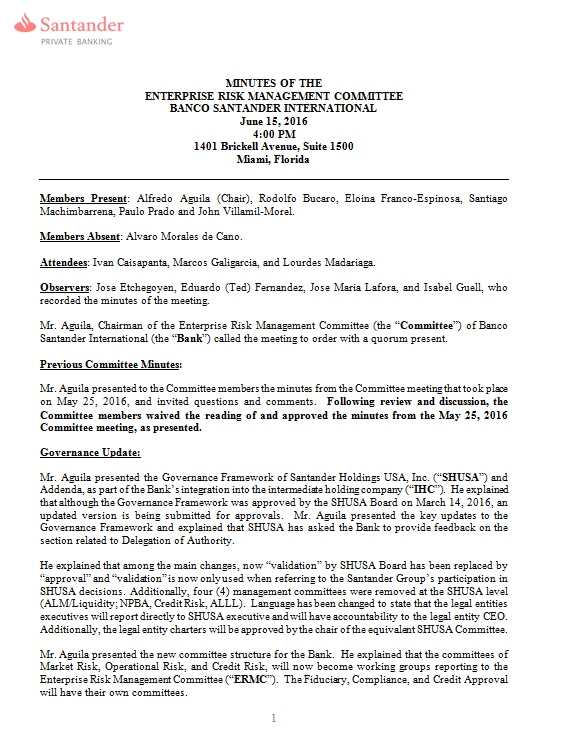 Santander
PRIVATE BANKING
MINUTES OF THE
ENTERPRISE RISK MANAGEMENT COMMITTEE
BANCO SANTANDER INTERNATIONAL
June 15, 2016
4:00 PM
1401 Brickell Avenue, Suite 1500
Miami, Florida
Members Present: Alfredo Aguila (Chair), Rodolfo Bucaro, Eloina Franco-Espinosa, Santiago
Machimbarrena, Paulo Prado and John Villamil-Morel.
Members Absent: Alvaro Morales de Cano.
Attendees: Ivan Caisapanta, Marcos Galigarcia, and Lourdes Madariaga.
Observers: Jose Etchegoyen, Eduardo (Ted) Fernandez, Jose Maria Lafora, and Isabel Guell, who
recorded the minutes of the meeting.
Mr. Aguila, Chairman of the Enterprise Risk Management Committee (the “Committee”) of Banco
Santander International (the “Bank”) called the meeting to order with a quorum present.
Previous Committee Minutes:
Mr. Aguila presented to the Committee members the minutes from the Committee meeting that took place
on May 25, 2016, and invited questions and comments. Following review and discussion, the
Committee members waived the reading of and approved the minutes from the May 25, 2016
Committee meeting, as presented.
Governance Update:
Mr. Aguila presented the Governance Framework of Santander Holdings USA, Inc. (“SHUSA”) and
Addenda, as part of the Bank’s integration into the intermediate holding company (“IHC”). He explained
that although the Governance Framework was approved by the SHUSA Board on March 14, 2016, an
updated version is being submitted for approvals. Mr. Aguila presented the key updates to the
Governance Framework and explained that SHUSA has asked the Bank to provide feedback on the
section related to Delegation of Authority.
He explained that among the main changes, now “validation” by SHUSA Board has been replaced by
“approval” and “validation” is now only used when referring to the Santander Group’s participation in
SHUSA decisions. Additionally, four (4) management committees were removed at the SHUSA level
(ALM/Liquidity; NPBA, Credit Risk, ALLL). Language has been changed to state that the legal entities
executives will report directly to SHUSA executive and will have accountability to the legal entity CEO.
Additionally, the legal entity charters will be approved by the chair of the equivalent SHUSA Committee.
Mr. Aguila presented the new committee structure for the Bank. He explained that the committees of
Market Risk, Operational Risk, and Credit Risk, will now become working groups reporting to the
Enterprise Risk Management Committee (“ERMC”). The Fiduciary, Compliance, and Credit Approval
will have their own committees.
1